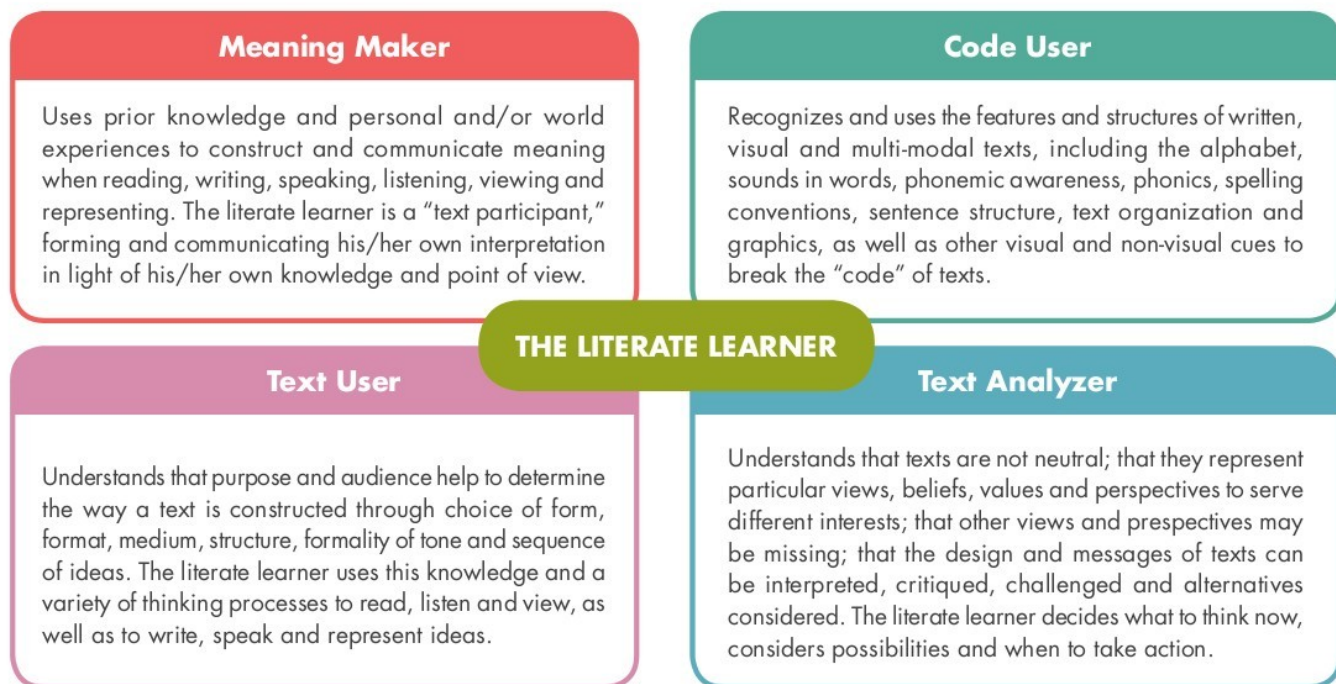 Meaning Maker
Uses prior knowledge and personal and/or world
experiences to construct and communicate meaning
when reading, writing, speaking, listening, viewing and
representing. The literate learner is a “text participant,”
forming and communicating his/her own interpretation
in light of his/her own knowledge and point of view.
Code User
Recognizes and uses the features and structures of written,
visual and multi-modal texts, including the alphabet,
sounds in words, phonemic awareness, phonics, spelling
conventions, sentence structure, text organization and
graphics, as well as other visual and non-visual cues to
break the “code” of texts.
THE LITERATE LEARNER
Text User
Understands that purpose and audience help to determine
the way a text is constructed through choice of form,
format, medium, structure, formality of tone and sequence
of ideas. The literate learner uses this knowledge and a
variety of thinking processes to read, listen and view, as
well as to write, speak and represent ideas.
Text Analyzer
Understands that texts are not neutral; that they represent
particular views, beliefs, values and perspectives to serve
different interests; that other views and prespectives may
be missing; that the design and messages of texts can
be interpreted, critiqued, challenged and alternatives
considered. The literate learner decides what to think now,
considers possibilities and when to take action.